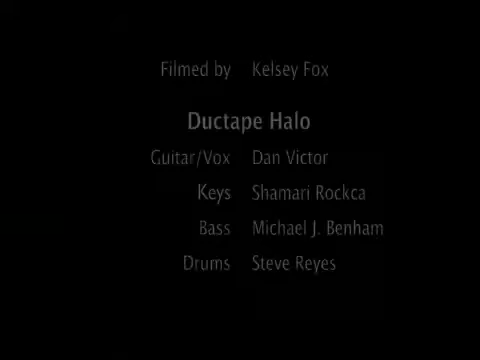 Filmed by Kelsey Fox
Ductape Halo
Guitar/Vox Dan Victor
Keys Shamari Rockca
Bass Michael J. Benham
Drums Steve Reyes